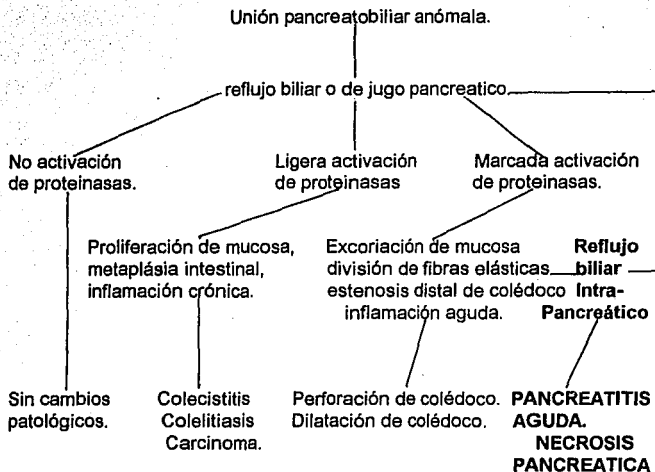 Unión pancreatobiliar anómala.
reflujo biliar o de jugo pancreatico
No activación
de proteinasas.
Ligera activación
de proteinasas
Marcada activación
de proteinasas.
Proliferación de mucosa,
metaplásia intestinal,
inflamación crónica.
Excoriación de mucosa
división de fibras elásticas
estenosis distal de colédoco
inflamación aguda.
Reflujo
biliar
Intra-
Pancreático
Sin cambios
patológicos.
Colecistitis
Colelitiasis
Carcinoma.
Perforación de colédoco.
Dilatación de colédoco.
PANCREATITIS
AGUDA.
NECROSIS
PANCREATICA